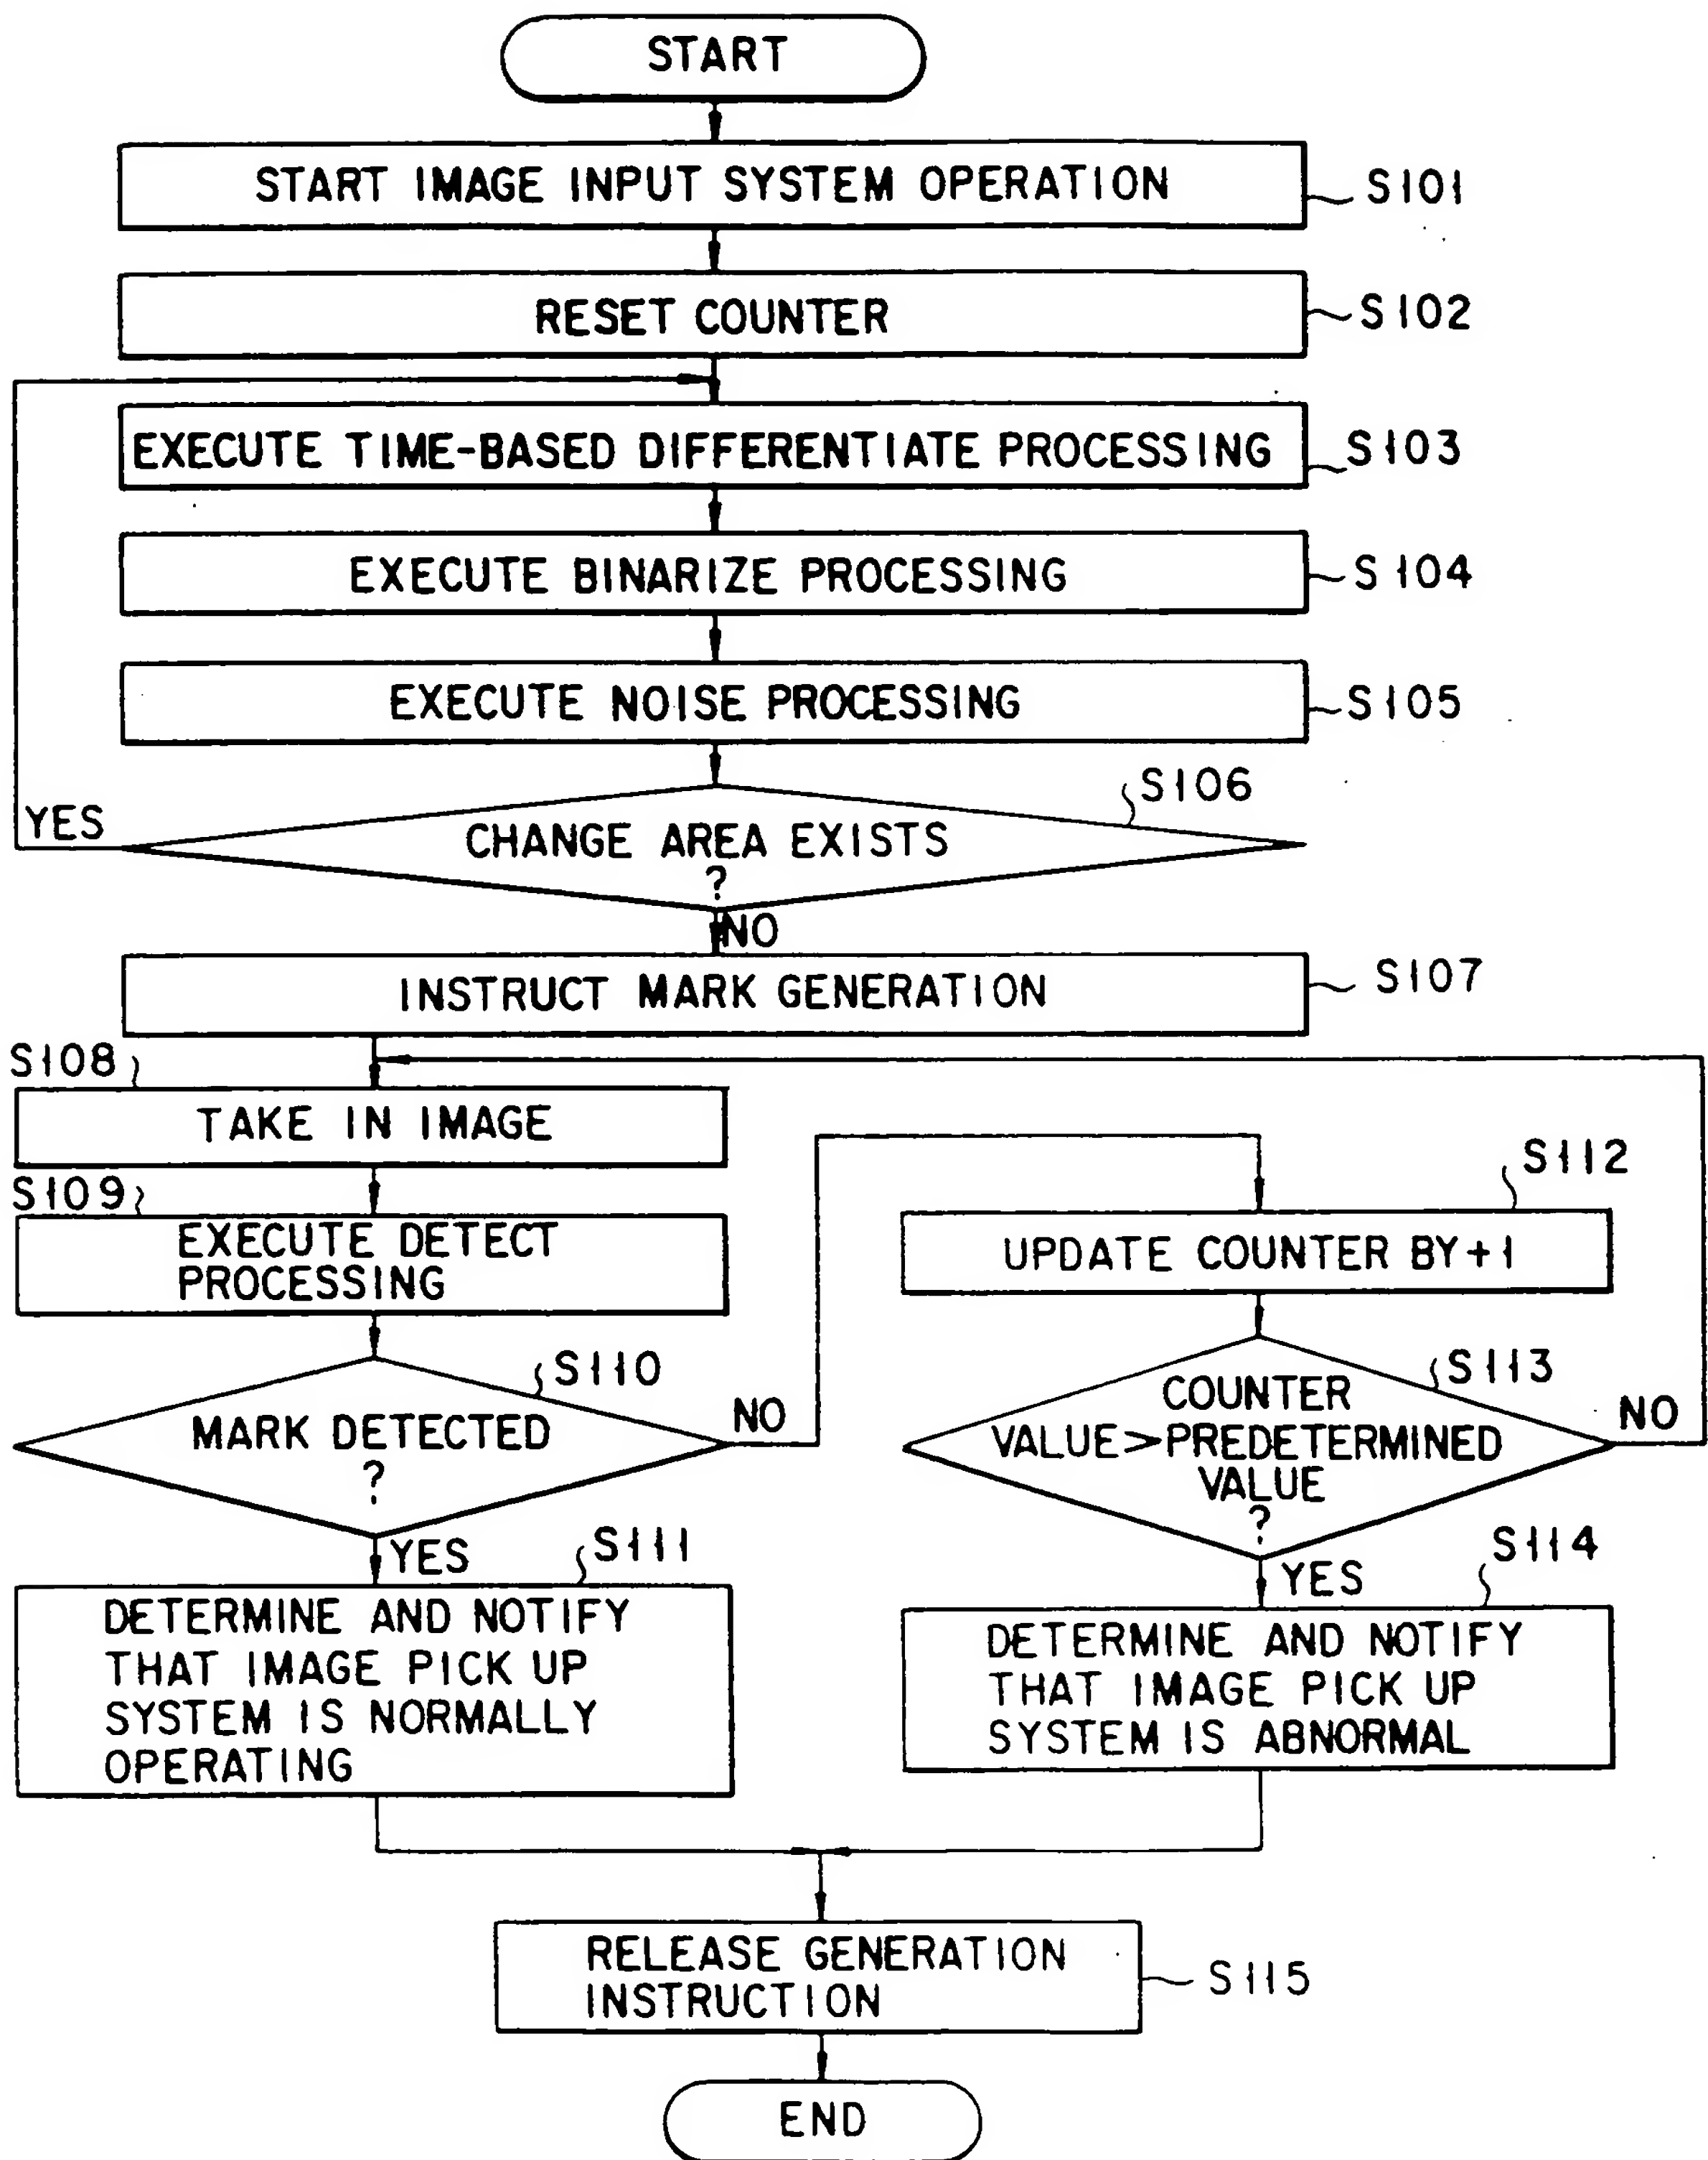 START
START IMAGE INPUT SYSTEM OPERATION
S101
RESET COUNTER
S102
EXECUTE TIME-BASED DIFFERENTIATE PROCESSING
S103
EXECUTE BINARIZE PROCESSING
S104
EXECUTE NOISE PROCESSING
S105
S106
YES
CHANGE AREA EXISTS
?
NO
INSTRUCT MARK GENERATION
S107
S108
TAKE IN IMAGE
S109
EXECUTE DETECT
PROCESSING
S110
MARK DETECTED
?
NO
YES
S111
DETERMINE AND NOTIFY
THAT IMAGE PICK UP
SYSTEM IS NORMALLY
OPERATING
S112
UPDATE COUNTER BY+1
S113
COUNTER
VALUE>PREDETERMINED
VALUE
?
NO
YES
S114
DETERMINE AND NOTIFY
THAT IMAGE PICK UP
SYSTEM IS ABNORMAL
RELEASE GENERATION
INSTRUCTION
S115
END